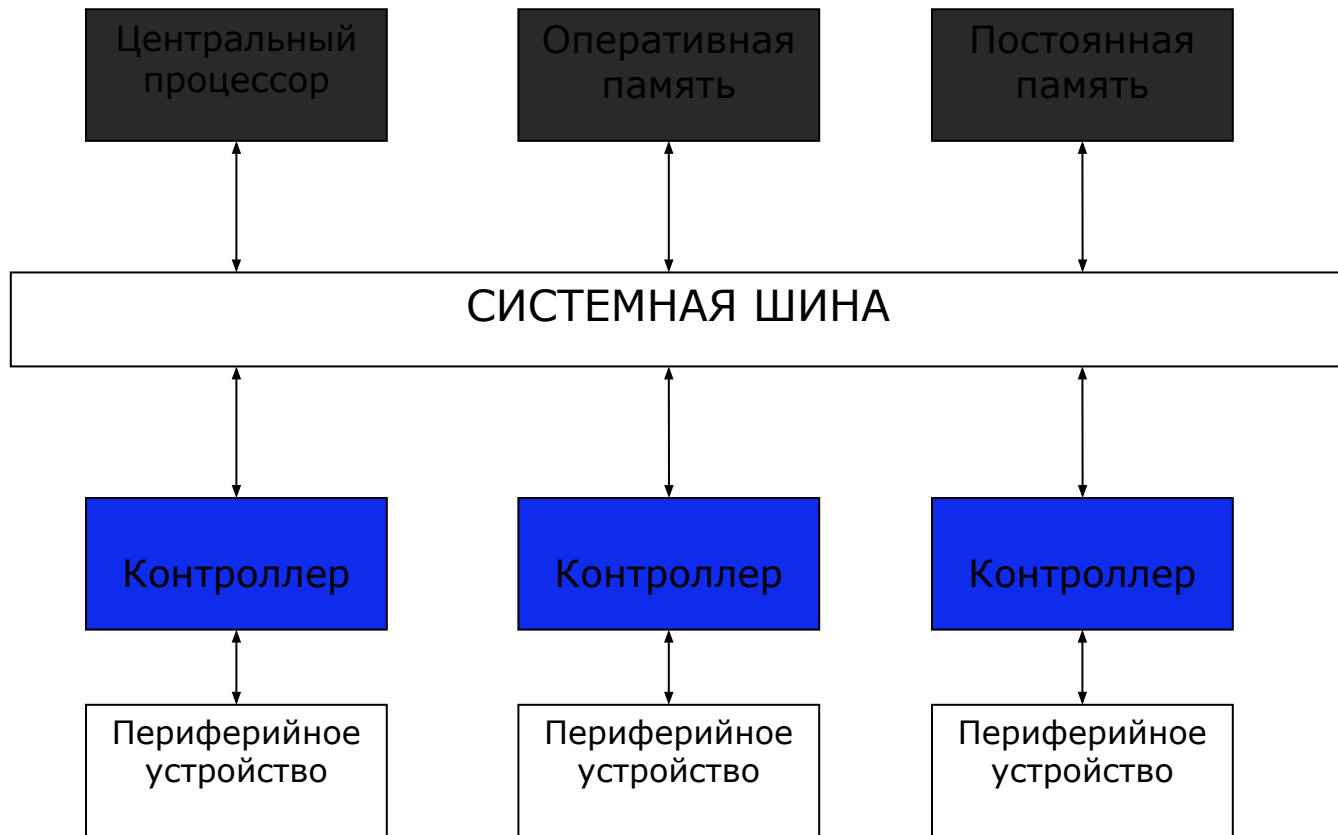 Центральный
процессор
Оперативная
память
Постоянная
память
СИСТЕМНАЯ ШИНА
Контроллер
Контроллер
Контроллер
Периферийное
устройство
Периферийное
устройство
Периферийное
устройство